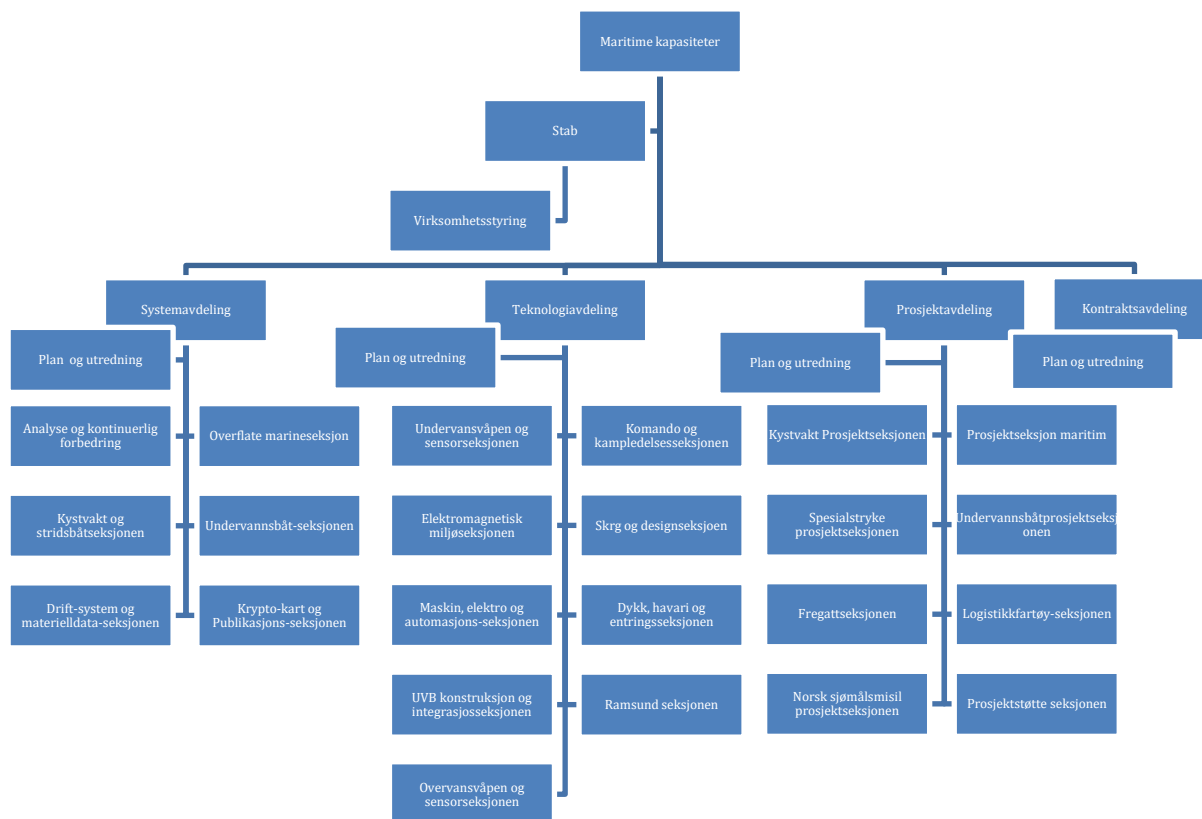 Maritime kapasiteter
Stab
Virksomhetsstyring
Systemavdeling
Teknologiavdeling
Prosjektavdeling
Kontraktsavdeling
Plan  og utredning
Plan og utredning
Plan og utredning
Plan og utredning
Analyse og kontinuerlig
forbedring
Overflate marineseksjon
Kystvakt og
stridsbåtseksjonen
Undervannsbåt-seksjonen
Drift-system og
materielldata-seksjonen
Krypto-kart og
Publikasjons-seksjonen
Undervansvåpen og
sensorseksjonen
Komando og
kampledelsesseksjonen
Elektromagnetisk
miljøseksjonen
Skrg og designseksjoen
Maskin, elektro og
automasjons-seksjonen
Dykk, havari og
entringsseksjonen
UVB konstruksjon og
integrasjosseksjonen
Ramsund seksjonen
Overvansvåpen og
sensorseksjonen
Kystvakt Prosjektseksjonen
Prosjektseksjon maritim
Spesialstryke
prosjektseksjonen
Undervannsbåtprosjektseksj
onen
Fregattseksjonen
Logistikkfartøy-seksjonen
Norsk sjømålsmisil
prosjektseksjonen
Prosjektstøtte seksjonen